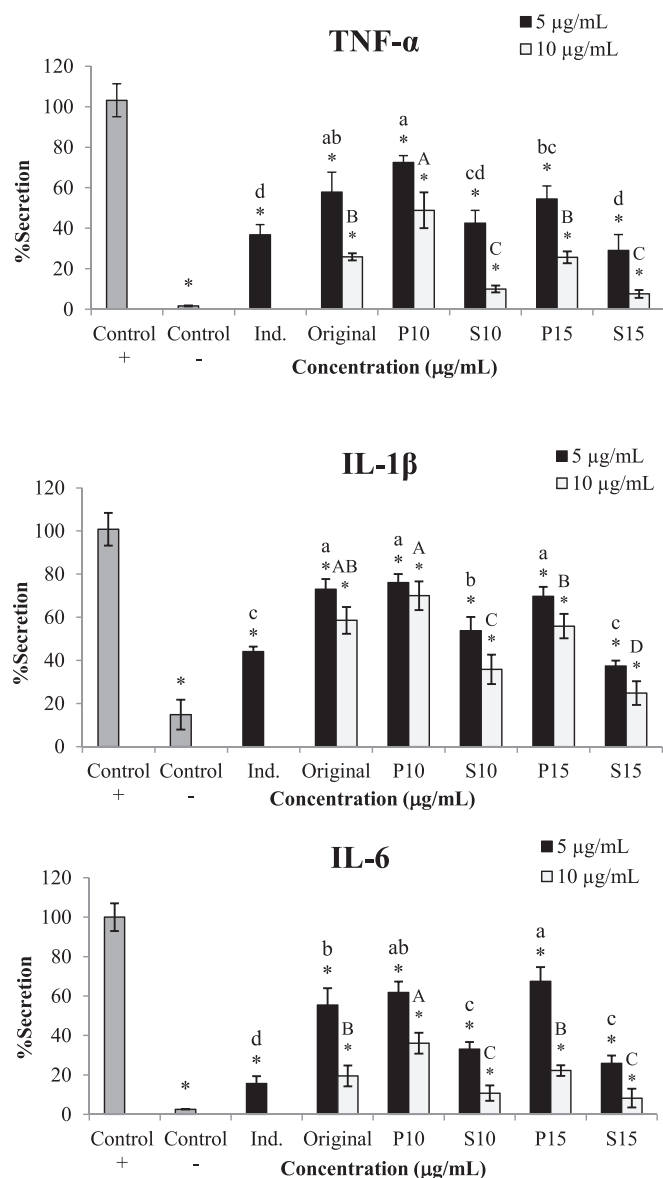 TNF-α
5 µg/mL
10 µg/mL
120
100
80
60
40
20
0
%Secretion
*
d
*
ab
*
B
*
a
*
A
*
cd
*
C
*
bc
*
B
*
d
*
C
*
Control Control Ind. Original P10 S10 P15 S15
+ -
Concentration (µg/mL)
IL-1β
5 µg/mL
10 µg/mL
120
100
80
60
40
20
0
%Secretion
*
c
*
a
*
AB
*
a
*
A
*
b
*
C
*
a
*
B
*
c
*
D
*
Control Control Ind. Original P10 S10 P15 S15
+ -
Concentration (µg/mL)
IL-6
5 µg/mL
10 µg/mL
120
100
80
60
40
20
0
%Secretion
*
d
*
b
*
B
*
ab
*
A
*
c
*
C
*
a
*
B
*
c
*
C
*
Control Control Ind. Original P10 S10 P15 S15
+ -
Concentration (µg/mL)